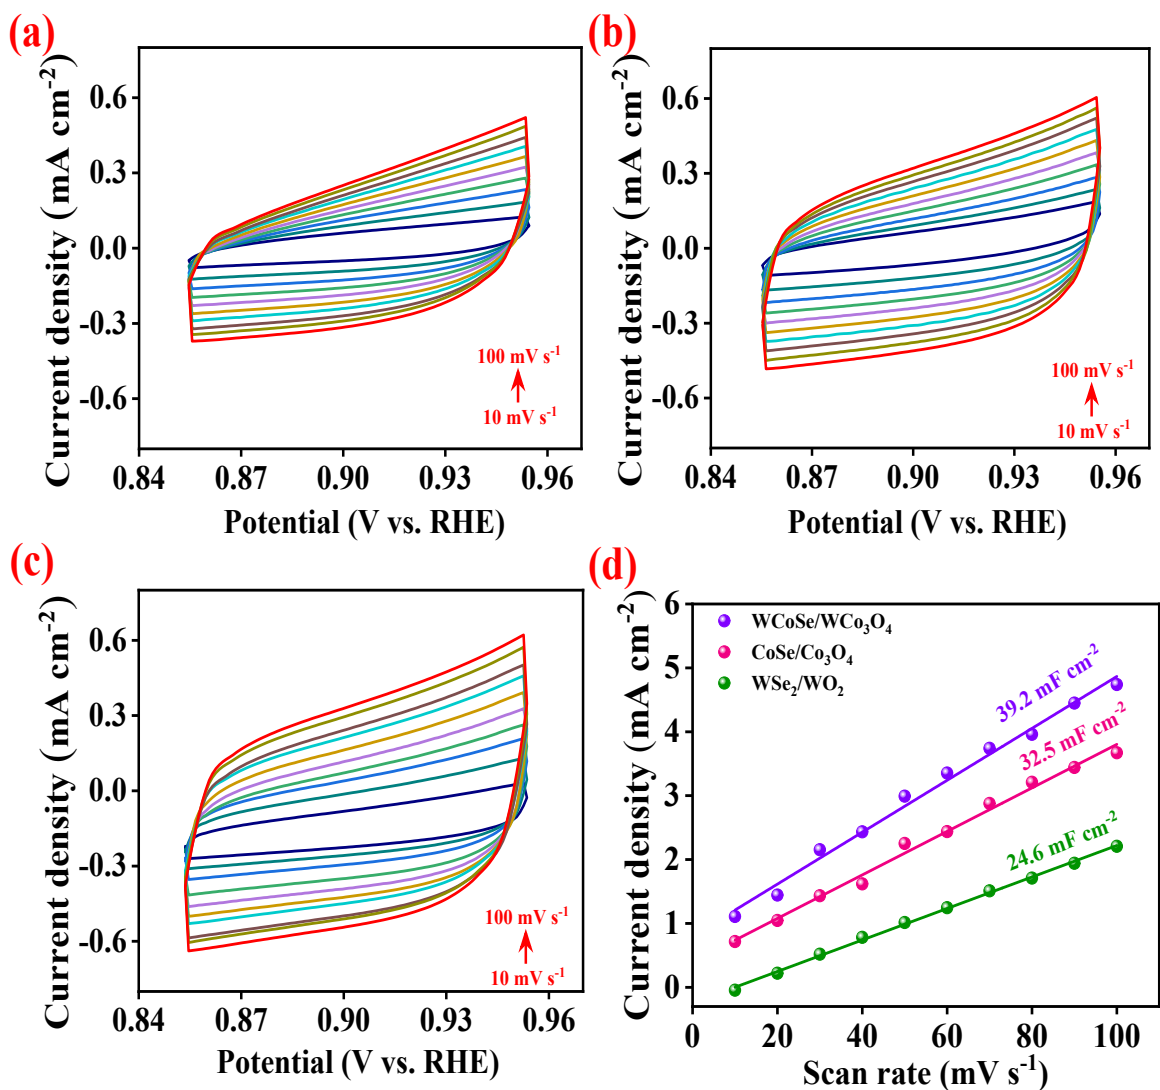 (a)
Current density (mA cm⁻²)
0.6
0.3
0.0
-0.3
-0.6
100 mV s⁻¹
10 mV s⁻¹
0.84 0.87 0.90 0.93 0.96
Potential (V vs. RHE)
(b)
Current density (mA cm⁻²)
0.6
0.3
0.0
-0.3
-0.6
100 mV s⁻¹
10 mV s⁻¹
0.84 0.87 0.90 0.93 0.96
Potential (V vs. RHE)
(c)
Current density (mA cm⁻²)
0.6
0.3
0.0
-0.3
-0.6
100 mV s⁻¹
10 mV s⁻¹
0.84 0.87 0.90 0.93 0.96
Potential (V vs. RHE)
(d)
Current density (mA cm⁻²)
6
5
4
3
2
1
0
WCoSe/WCo₃O₄
CoSe/Co₃O₄
WSe₂/WO₂
39.2 mF cm⁻²
32.5 mF cm⁻²
24.6 mF cm⁻²
0 20 40 60 80 100
Scan rate (mV s⁻¹)